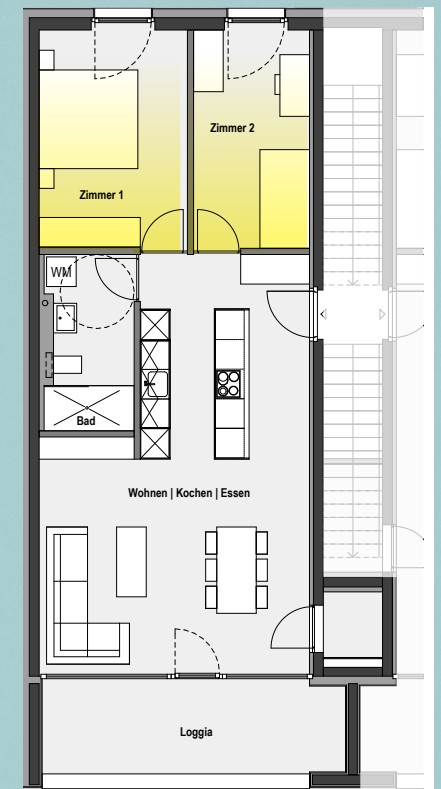 Zimmer 2
Zimmer 1
WM
Bad
Wohnen | Kochen | Essen
Loggia